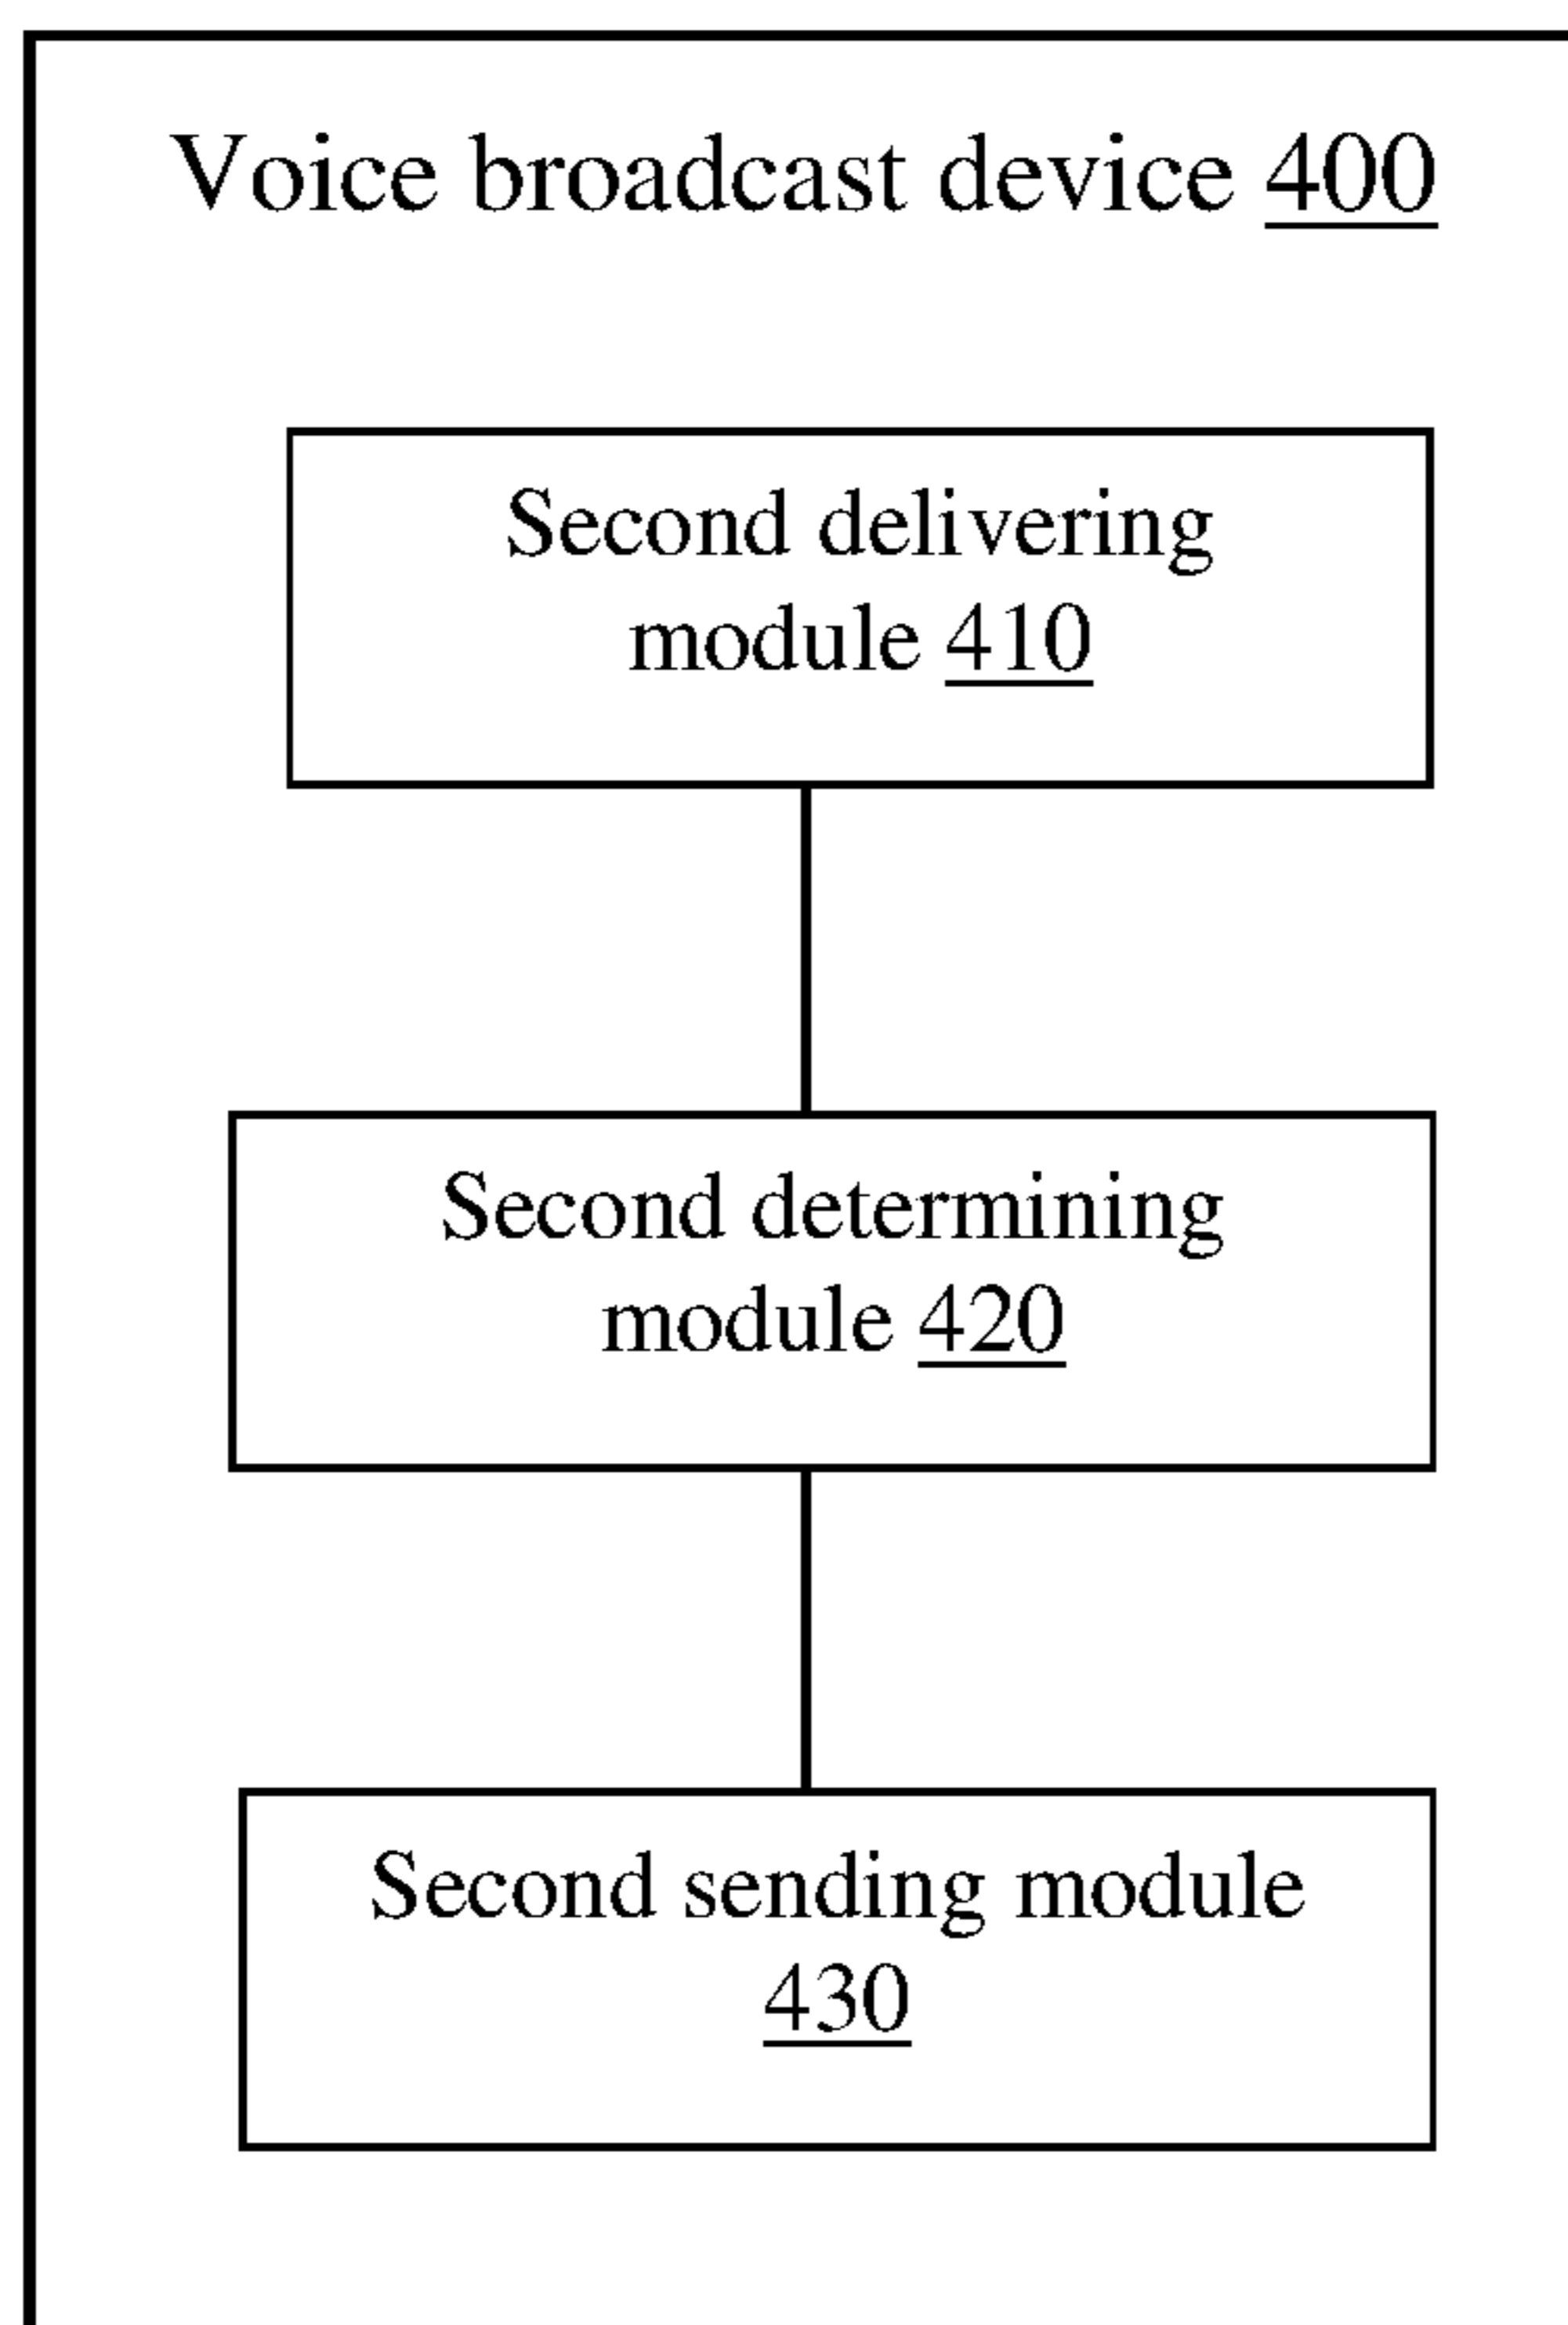 Voice broadcast device 400
Second delivering
module 410
Second determining
module 420
Second sending module
430